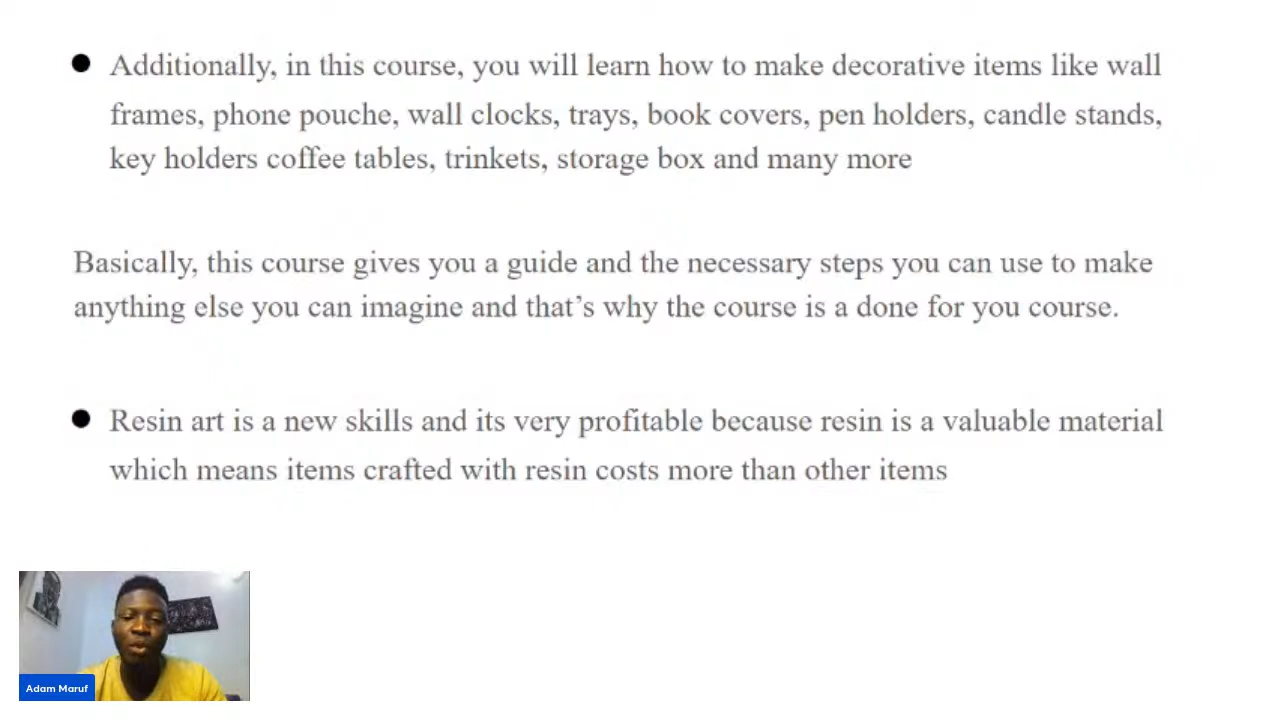 Additionally, in this course, you will learn how to make decorative items like wall
frames, phone pouche, wall clocks, trays, book covers, pen holders, candle stands,
key holders coffee tables, trinkets, storage box and many more
Basically, this course gives you a guide and the necessary steps you can use to make
anything else you can imagine and that’s why the course is a done for you course.
Resin art is a new skills and its very profitable because resin is a valuable material
which means items crafted with resin costs more than other items
Adam Maruf